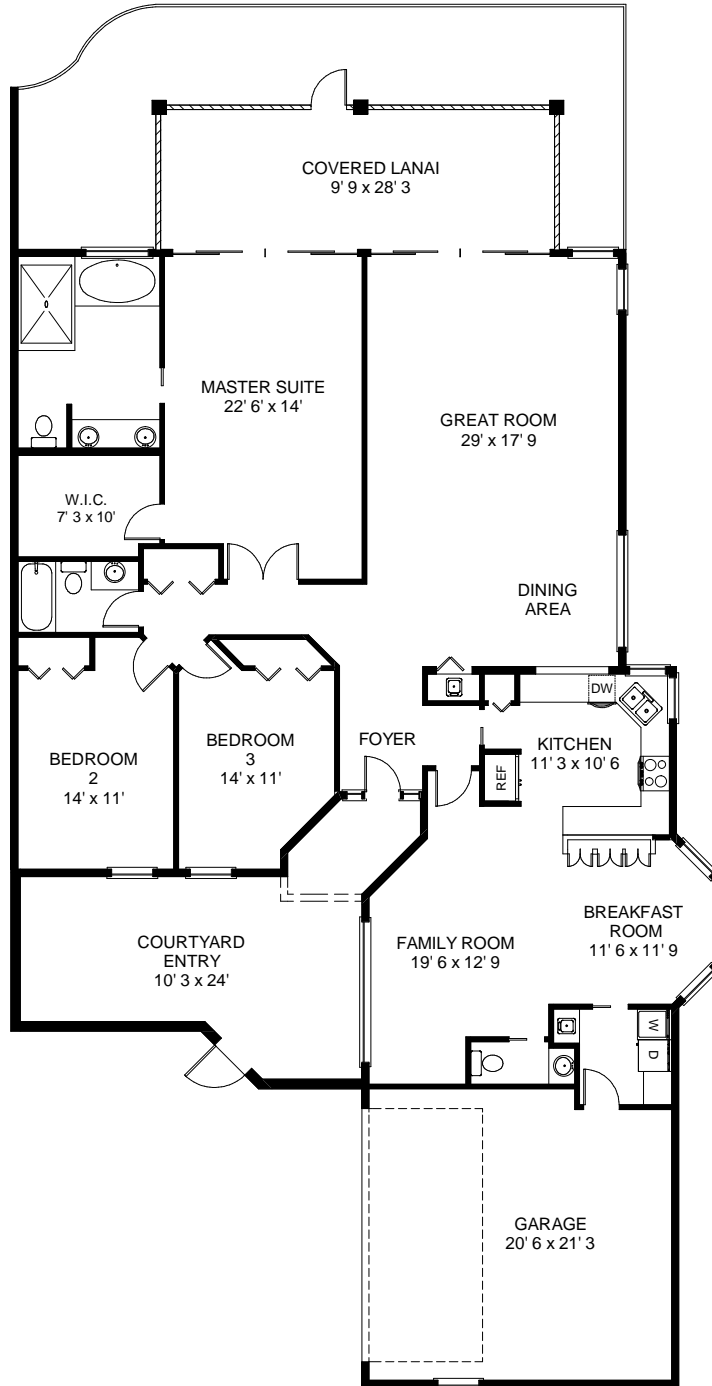 COVERED LANAI
9' 9 x 28' 3
MASTER SUITE
22' 6' x 14'
GREAT ROOM
29' x 17' 9
W.I.C.
7' 3 x 10'
DINING
AREA
DW
BEDROOM
2
14' x 11'
BEDROOM
3
14' x 11'
FOYER
KITCHEN
11' 3 x 10' 6
REF
COURTYARD
ENTRY
10' 3 x 24'
FAMILY ROOM
19' 6 x 12' 9
BREAKFAST
ROOM
11' 6 x 11' 9
W
D
GARAGE
20' 6 x 21' 3